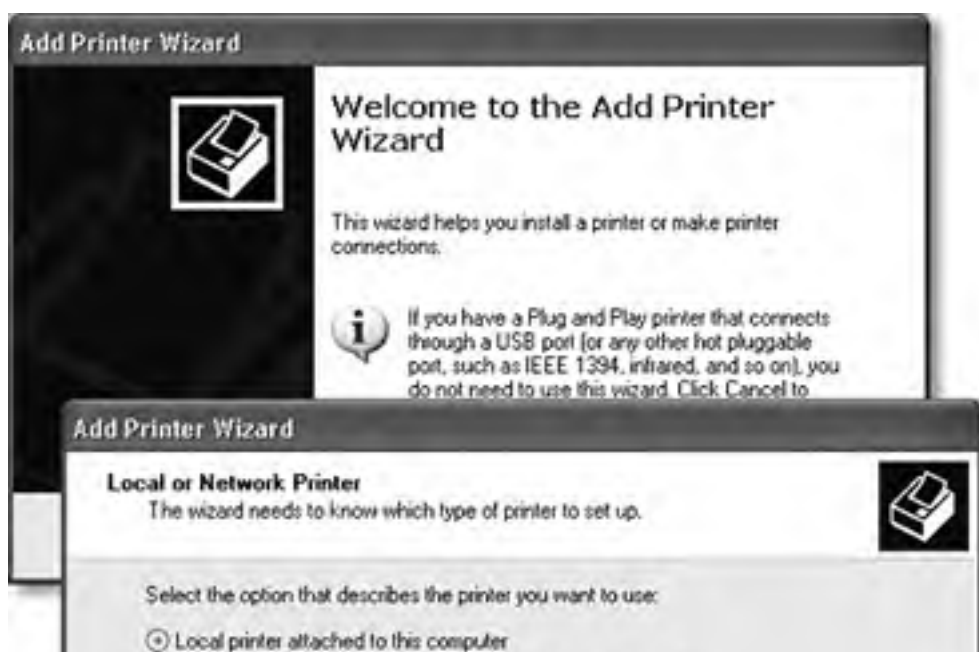 Add Printer Wizard
Welcome to the Add Printer
Wizard
This wizard helps you install a printer or make printer
connections.
If you have a Plug and Play printer that connects
through a USB port (or any other hot pluggable
port, such as IEEE 1394, infrared, and so on), you
do not need to use this wizard. Click Cancel to
Add Printer Wizard
Local or Network Printer
The wizard needs to know which type of printer to set up.
Select the option that describes the printer you want to use:
Local printer attached to this computer